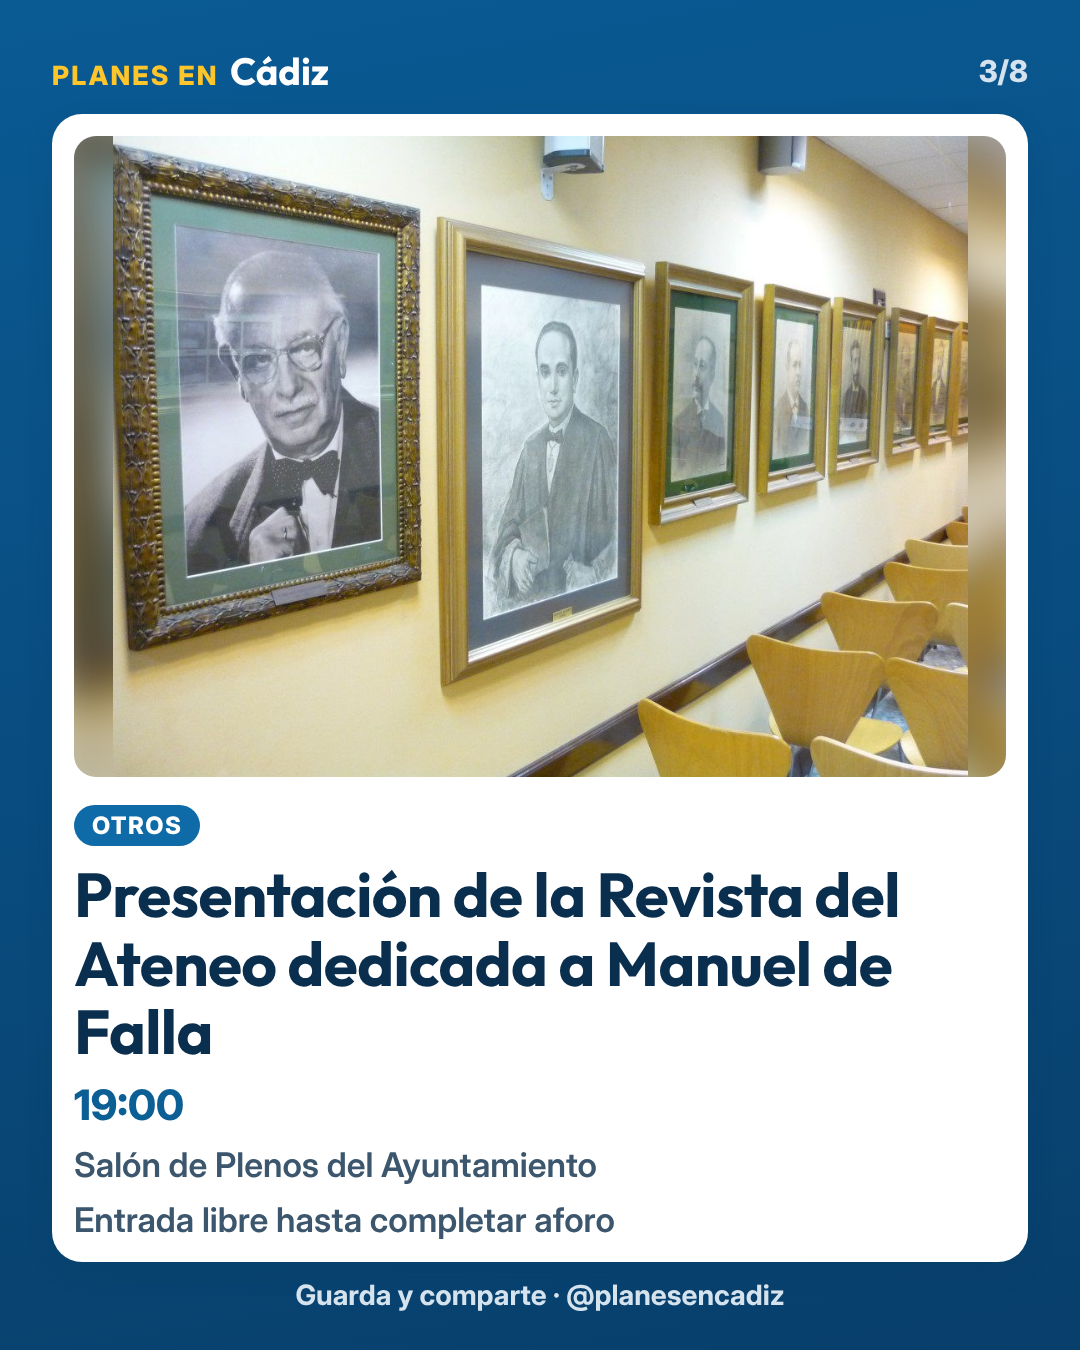 PLANES EN Cádiz
3/8
OTROS
Presentación de la Revista del
Ateneo dedicada a Manuel de
Falla
19:00
Salón de Plenos del Ayuntamiento
Entrada libre hasta completar aforo
Guarda y comparte · @planesencadiz